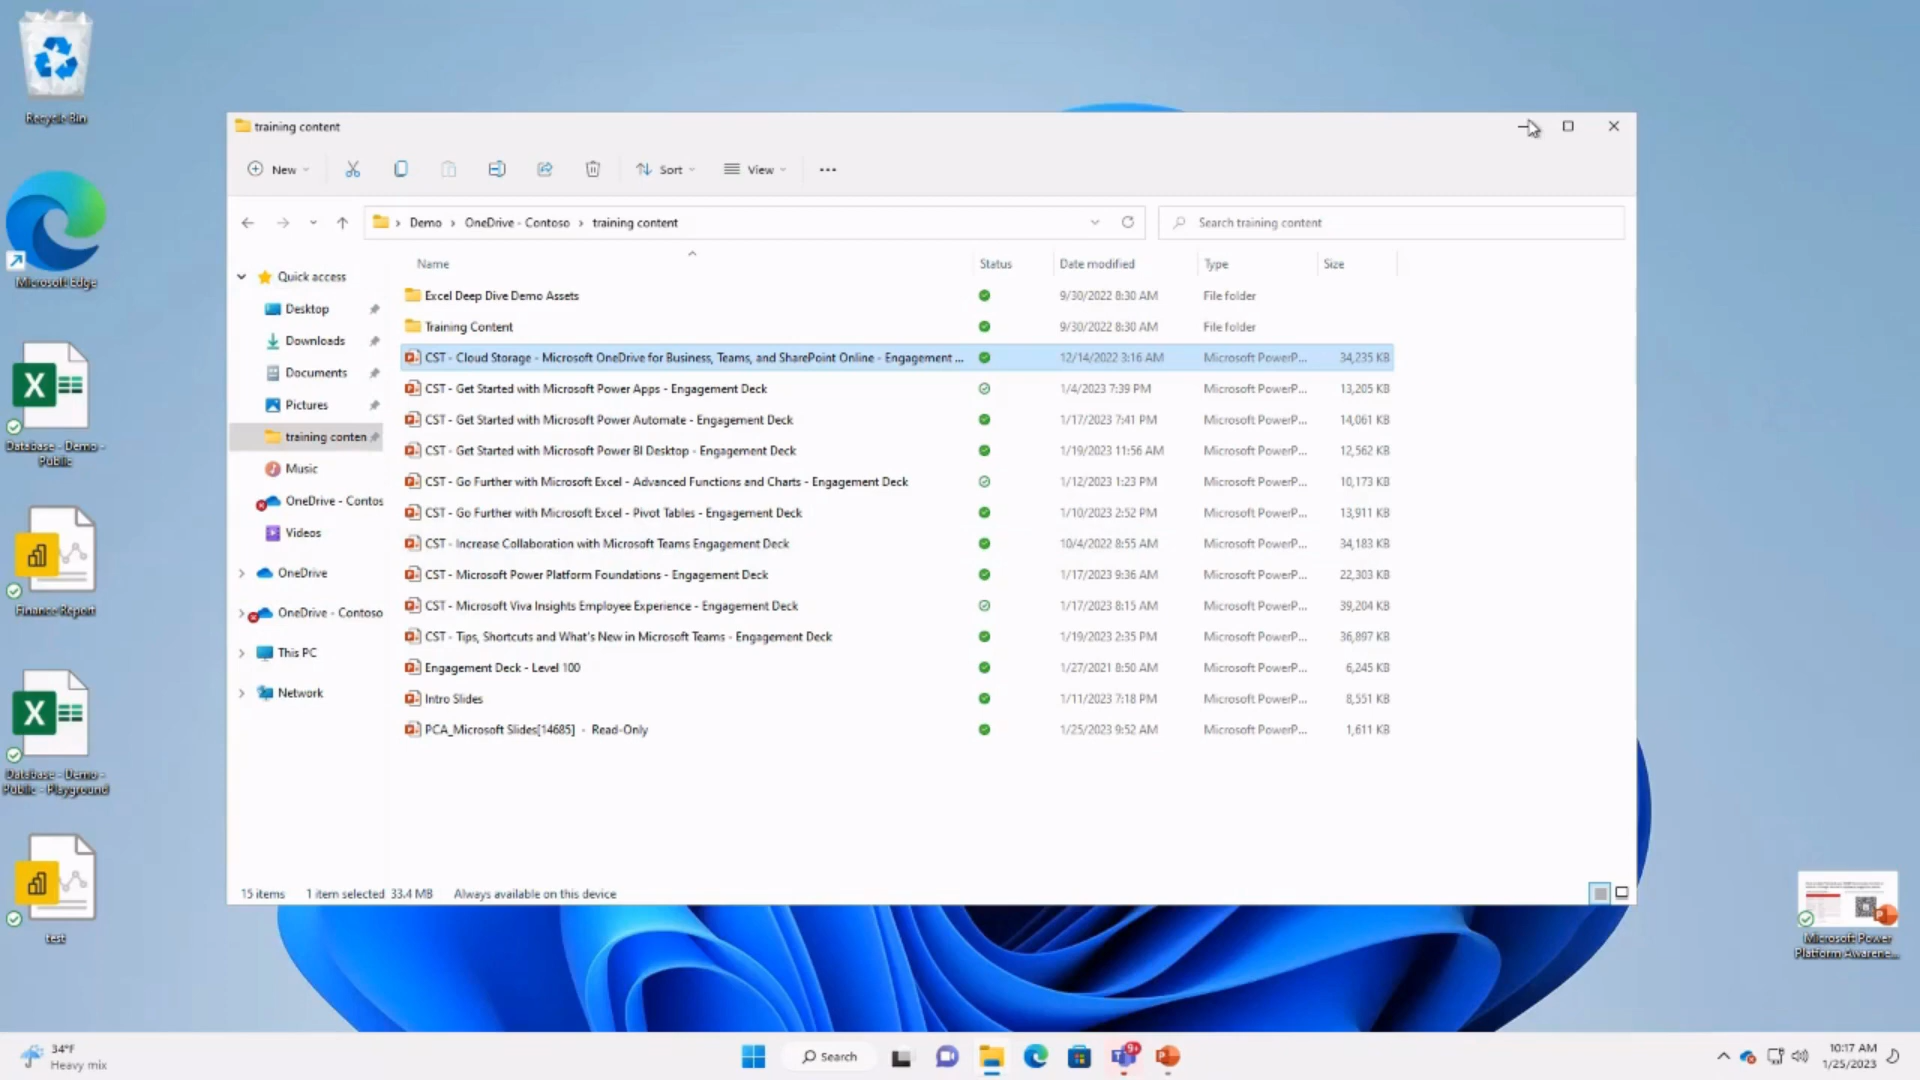 Recycle Bin
Microsoft Edge
Database - Demo -
Public
Finance Report
Database - Demo -
Public - Playground
test
training content
New
Sort
View
Demo > OneDrive - Contoso > training content
Search training content
Name Status Date modified Type Size
Quick access
Desktop
Downloads
Documents
Pictures
training conten
Music
OneDrive - Contos
Videos
OneDrive
OneDrive - Contoso
This PC
Network
Excel Deep Dive Demo Assets 9/30/2022 8:30 AM File folder
Training Content 9/30/2022 8:30 AM File folder
CST - Cloud Storage - Microsoft OneDrive for Business, Teams, and SharePoint Online - Engagement ... 12/14/2022 3:16 AM Microsoft PowerP... 34,235 KB
CST - Get Started with Microsoft Power Apps - Engagement Deck 1/4/2023 7:39 PM Microsoft PowerP... 13,205 KB
CST - Get Started with Microsoft Power Automate - Engagement Deck 1/17/2023 7:41 PM Microsoft PowerP... 14,061 KB
CST - Get Started with Microsoft Power BI Desktop - Engagement Deck 1/19/2023 11:56 AM Microsoft PowerP... 12,562 KB
CST - Go Further with Microsoft Excel - Advanced Functions and Charts - Engagement Deck 1/12/2023 1:23 PM Microsoft PowerP... 10,173 KB
CST - Go Further with Microsoft Excel - Pivot Tables - Engagement Deck 1/10/2023 2:52 PM Microsoft PowerP... 13,911 KB
CST - Increase Collaboration with Microsoft Teams Engagement Deck 10/4/2022 8:55 AM Microsoft PowerP... 34,183 KB
CST - Microsoft Power Platform Foundations - Engagement Deck 1/17/2023 9:36 AM Microsoft PowerP... 22,303 KB
CST - Microsoft Viva Insights Employee Experience - Engagement Deck 1/17/2023 8:15 AM Microsoft PowerP... 39,204 KB
CST - Tips, Shortcuts and What's New in Microsoft Teams - Engagement Deck 1/19/2023 2:35 PM Microsoft PowerP... 36,897 KB
Engagement Deck - Level 100 1/27/2021 8:50 AM Microsoft PowerP... 6,245 KB
Intro Slides 1/11/2023 7:18 PM Microsoft PowerP... 8,551 KB
PCA_Microsoft Slides[14685] - Read-Only 1/25/2023 9:52 AM Microsoft PowerP... 1,611 KB
15 items 1 item selected 33.4 MB Always available on this device
Microsoft Power
Platform Awarene...
34°F
Heavy mix
Search
9+
10:17 AM
1/25/2023